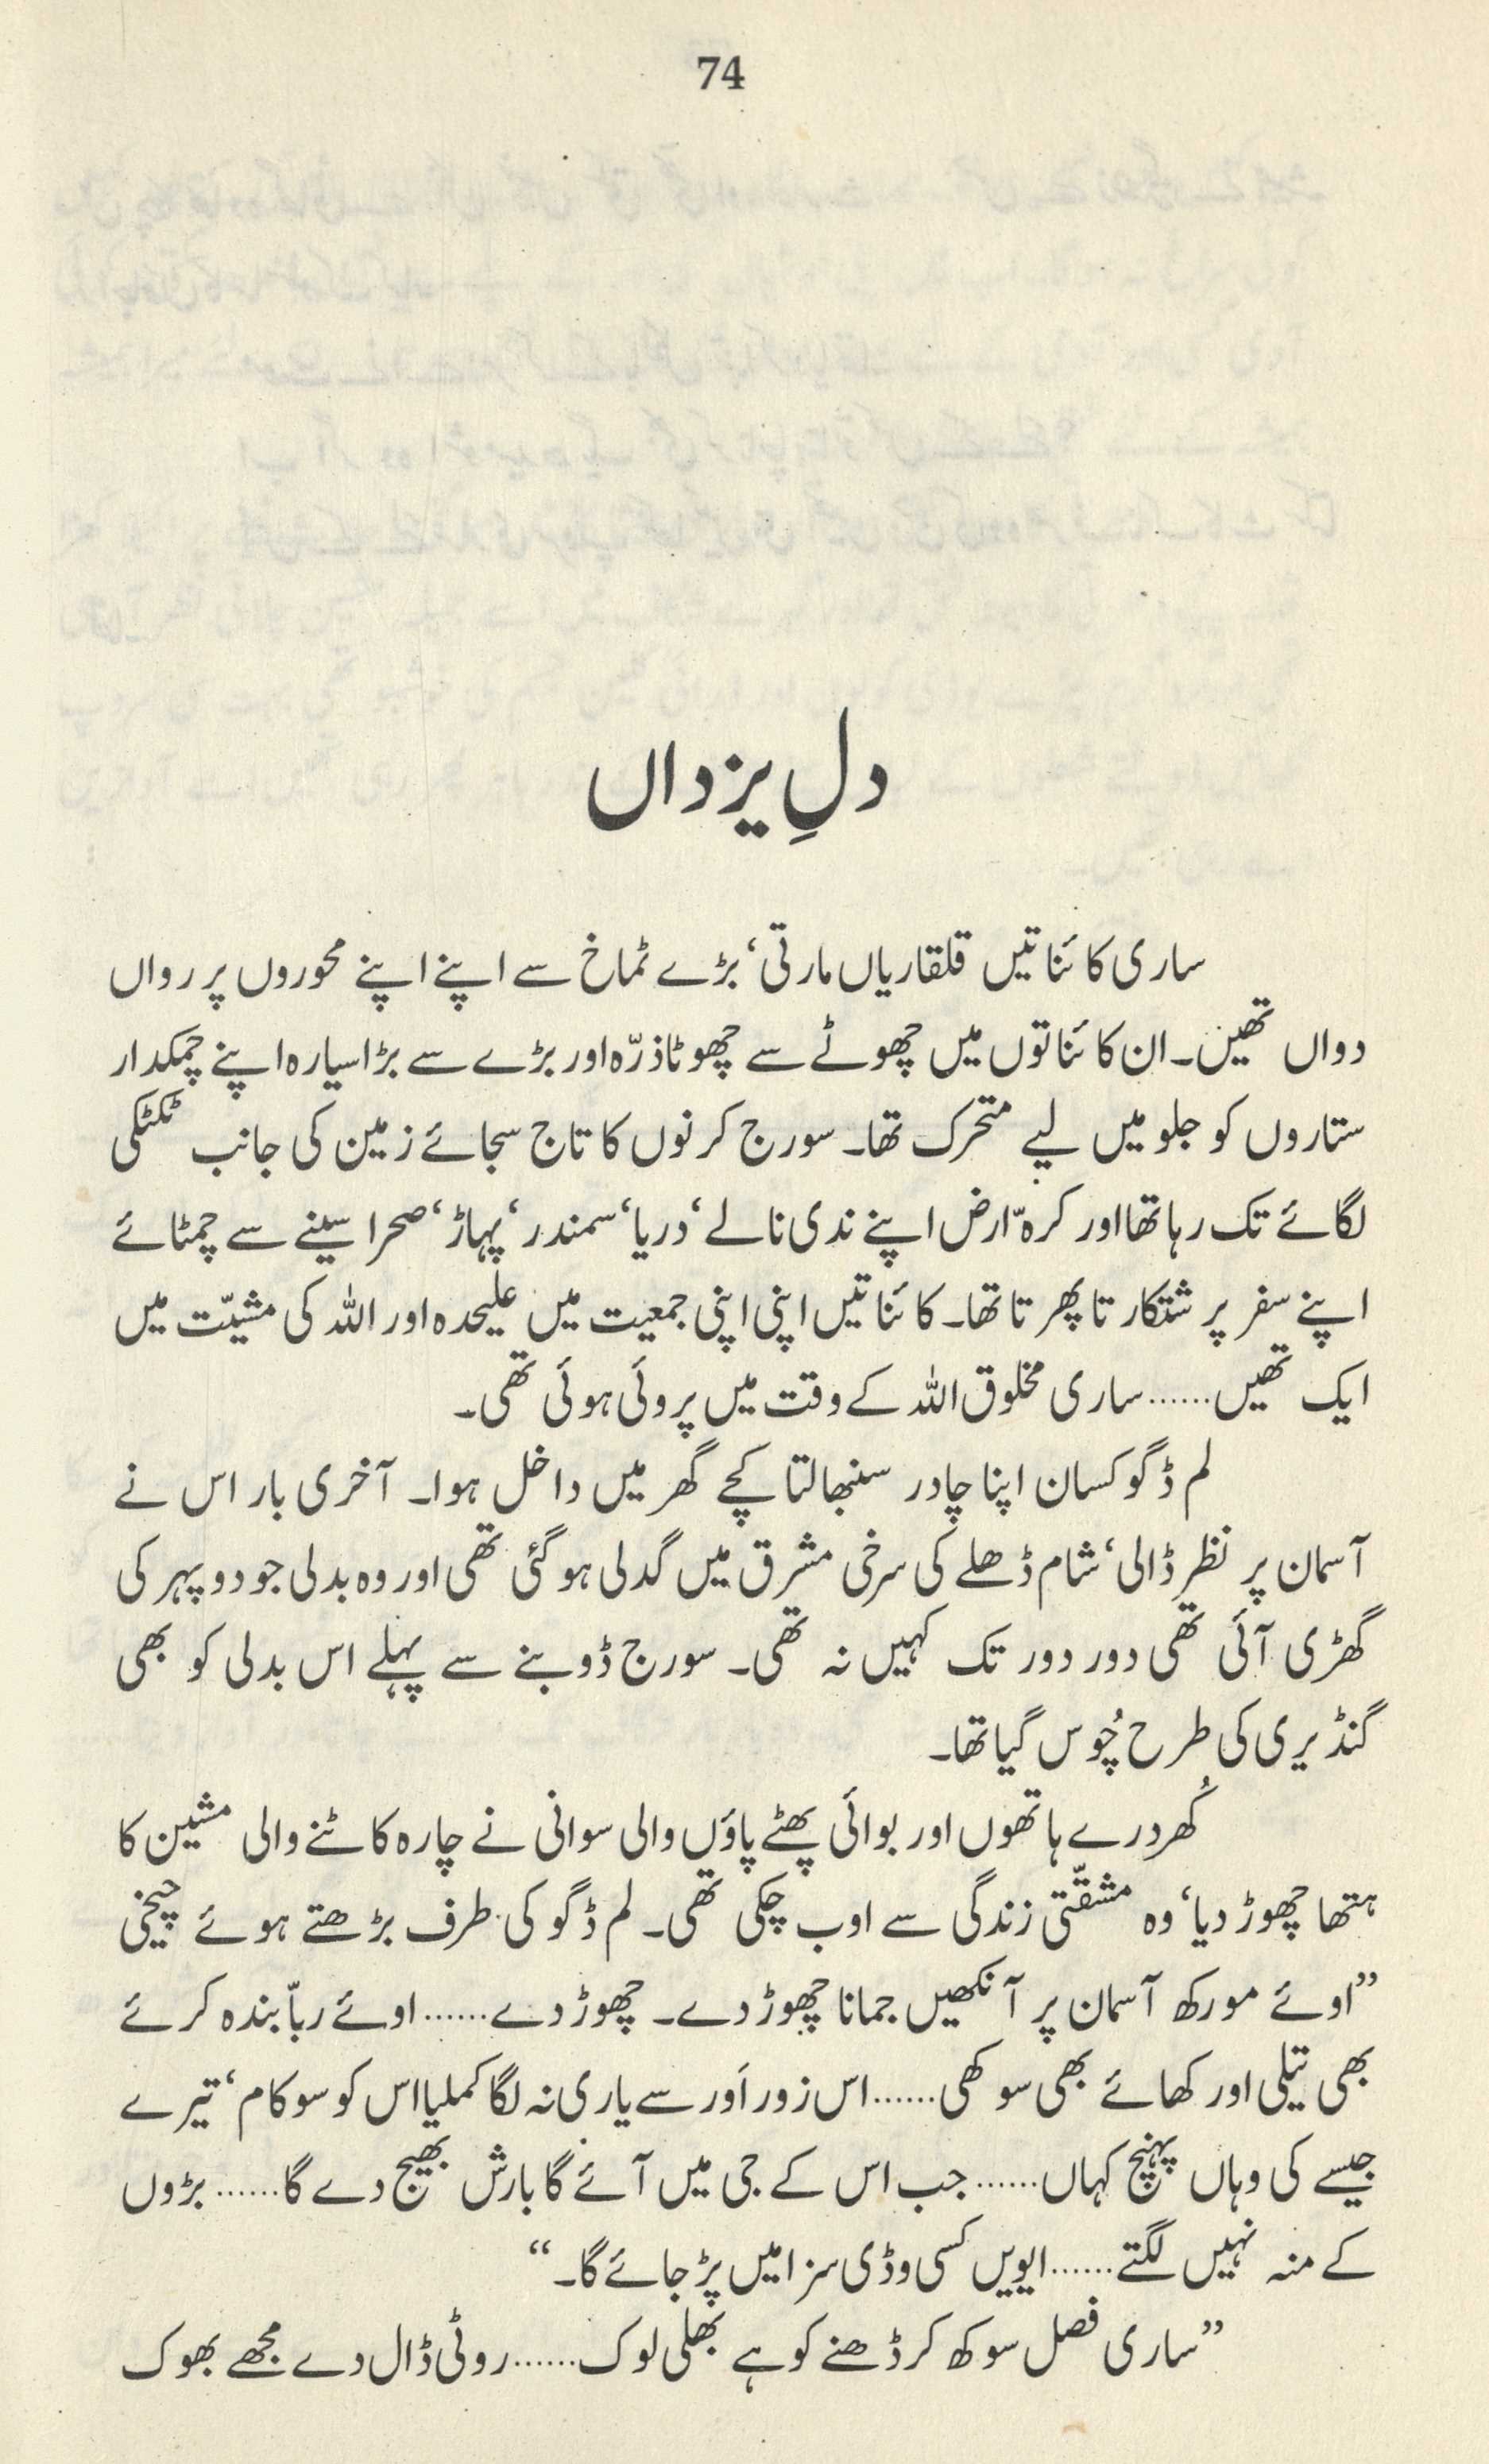 74
دلِ یزداں
ساری کائناتیں قلقاریاں مارتی، بڑے ٹماخ سے اپنے اپنے محوروں پر رواں
دواں تھیں۔ ان کائناتوں میں چھوٹے سے چھوٹا ذرّہ اور بڑے سے بڑا سیارہ اپنے چمکدار
ستاروں کو جلو میں لیے متحرک تھا۔ سورج کرنوں کا تاج سجائے زمین کی جانب ٹکٹکی
لگائے تک رہا تھا اور کرہّ ارض اپنے ندی نالے، دریا، سمندر، پہاڑ، صحرا سینے سے چمٹائے
اپنے سفر پر شتکارتا پھرتا تھا۔ کائناتیں اپنی اپنی جمعیت میں علیحدہ اور اللہ کی مشیّت میں
ایک تھیں...... ساری مخلوق اللہ کے وقت میں پروئی ہوئی تھی۔
لم ڈگو کسان اپنا چادر سنبھالتا کچے گھر میں داخل ہوا۔ آخری بار اس نے
آسمان پر نظر ڈالی، شام ڈھلے کی سرخی مشرق میں گدلی ہو گئی تھی اور وہ بدلی جو دوپہر کی
گھڑی آئی تھی دور دور تک کہیں نہ تھی۔ سورج ڈوبنے سے پہلے اس بدلی کو بھی
گنڈیری کی طرح چُوس گیا تھا۔
کُھردرے ہاتھوں اور بوائی پھٹے پاؤں والی سوانی نے چارہ کاٹنے والی مشین کا
ہتھا چھوڑ دیا، وہ مشقّتی زندگی سے اوب چکی تھی۔ لم ڈگو کی طرف بڑھتے ہوئے چیخی
”اوئے مورکھ آسمان پر آنکھیں جمانا چھوڑ دے۔ چھوڑ دے...... اوئے ربّا بندہ کرئے
بھی تیلی اور کھائے بھی سوکھی...... اس زور اَور سے یاری نہ لگا کملیا اس کو سو کام، تیرے
جیسے کی وہاں پہنچ کہاں...... جب اس کے جی میں آئے گا بارش بھیج دے گا...... بڑوں
کے منہ نہیں لگتے...... ایویں کسی وڈی سزا میں پڑ جائے گا۔“
”ساری فصل سوکھ کر ڈھنے کو ہے بھلی لوک...... روٹی ڈال دے مجھے بھوک